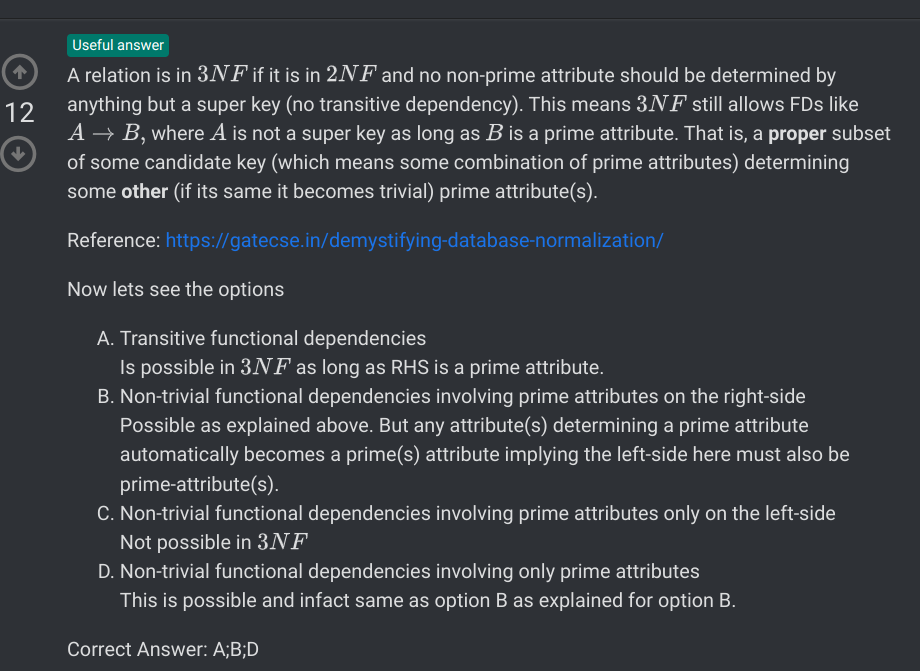 Useful answer
A relation is in 3NF if it is in 2NF and no non-prime attribute should be determined by
12
anything but a super key (no transitive dependency). This means 3NF still allows FDs like
A → B, where A is not a super key as long as B is a prime attribute. That is, a proper subset
of some candidate key (which means some combination of prime attributes) determining
some other (if its same it becomes trivial) prime attribute(s).
Reference: https://gatecse.in/demystifying-database-normalization/
Now lets see the options
A. Transitive functional dependencies
Is possible in 3NF as long as RHS is a prime attribute.
B. Non-trivial functional dependencies involving prime attributes on the right-side
Possible as explained above. But any attribute(s) determining a prime attribute
automatically becomes a prime(s) attribute implying the left-side here must also be
prime-attribute(s).
C. Non-trivial functional dependencies involving prime attributes only on the left-side
Not possible in 3NF
D. Non-trivial functional dependencies involving only prime attributes
This is possible and infact same as option B as explained for option B.
Correct Answer: A;B;D